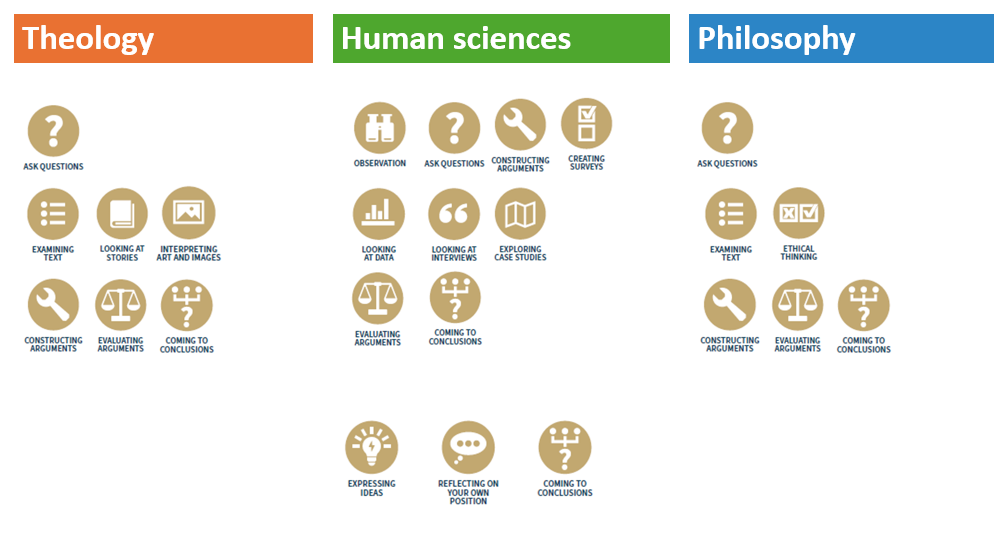 Theology
Human sciences
Philosophy
ASK QUESTIONS
EXAMINING
TEXT
LOOKING AT
STORIES
INTERPRETING
ART AND IMAGES
CONSTRUCTING
ARGUMENTS
EVALUATING
ARGUMENTS
COMING TO
CONCLUSIONS
OBSERVATION
ASK QUESTIONS
CONSTRUCTING
ARGUMENTS
CREATING
SURVEYS
LOOKING
AT DATA
LOOKING AT
INTERVIEWS
EXPLORING
CASE STUDIES
EVALUATING
ARGUMENTS
COMING TO
CONCLUSIONS
ASK QUESTIONS
EXAMINING
TEXT
ETHICAL
THINKING
CONSTRUCTING
ARGUMENTS
EVALUATING
ARGUMENTS
COMING TO
CONCLUSIONS
EXPRESSING
IDEAS
REFLECTING ON
YOUR OWN
POSITION
COMING TO
CONCLUSIONS